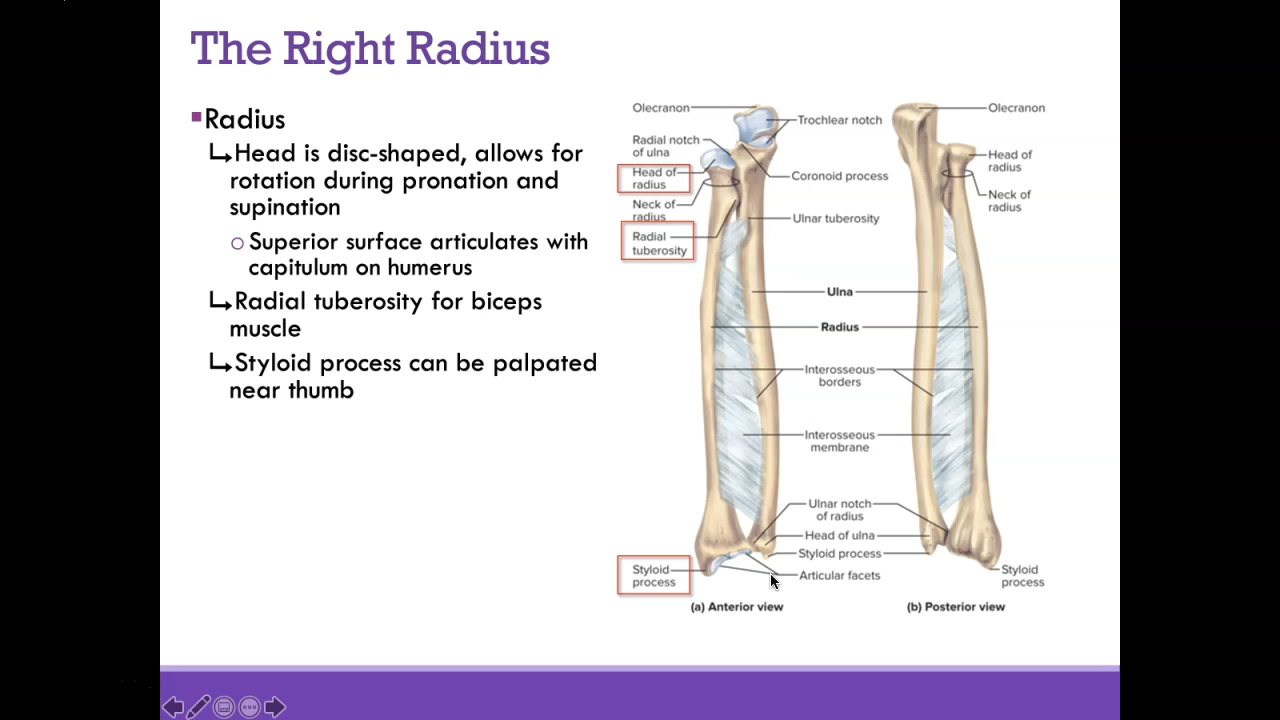 The Right Radius
Radius
Head is disc-shaped, allows for
rotation during pronation and
supination
Superior surface articulates with
capitulum on humerus
Radial tuberosity for biceps
muscle
Styloid process can be palpated
near thumb
Olecranon
Radial notch
of ulna
Head of
radius
Neck of
radius
Radial
tuberosity
Styloid
process
Trochlear notch
Coronoid process
Ulnar tuberosity
Ulna
Radius
Interosseous
borders
Interosseous
membrane
Ulnar notch
of radius
Head of ulna
Styloid process
Articular facets
Olecranon
Head of
radius
Neck of
radius
Styloid
process
(a) Anterior view
(b) Posterior view